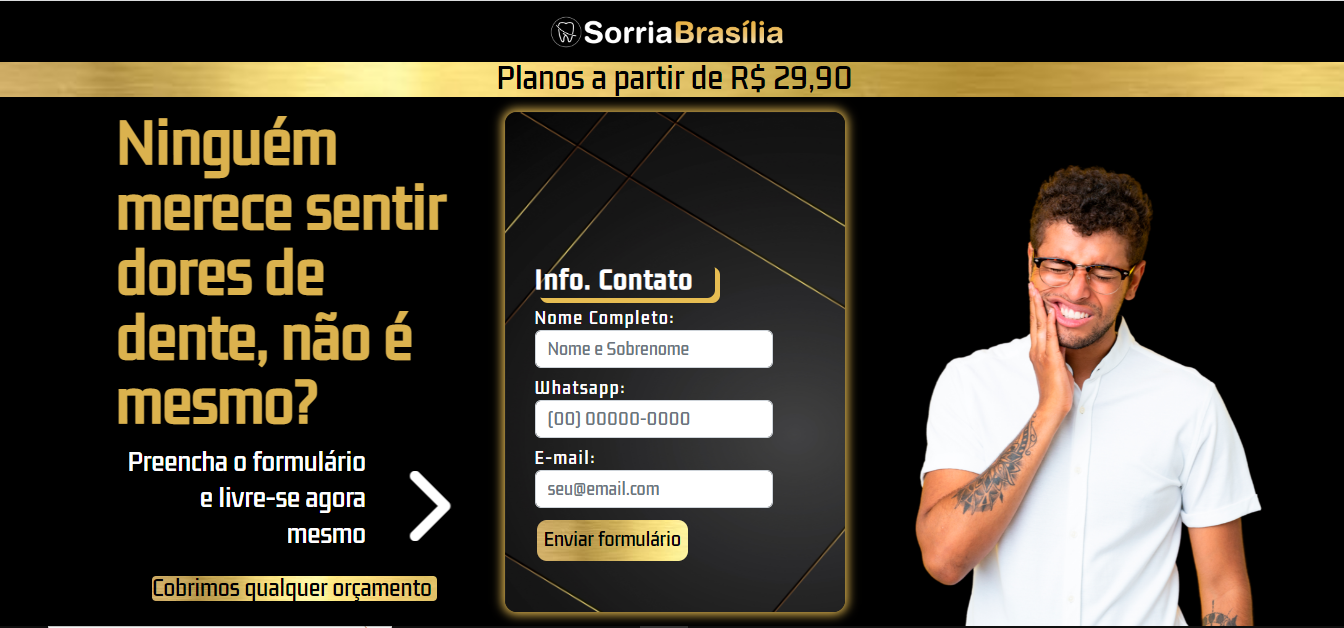 SorriaBrasília
Planos a partir de R$ 29,90
Ninguém
merece sentir
dores de
dente, não é
mesmo?
Preencha o formulário
e livre-se agora
mesmo
Cobrimos qualquer orçamento
Info. Contato
Nome Completo:
Nome e Sobrenome
Whatsapp:
(00) 00000-0000
E-mail:
seu@email.com
Enviar formulário